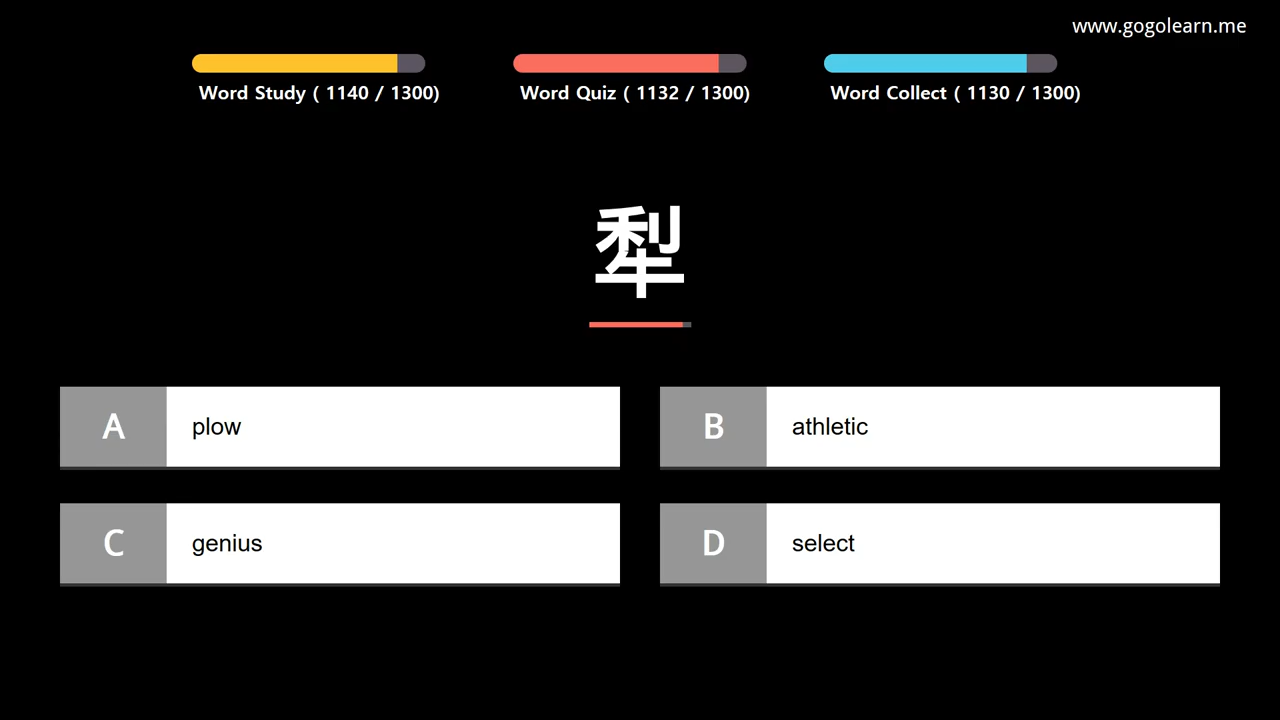 www.gogolearn.me
Word Study ( 1140 / 1300)
Word Quiz ( 1132 / 1300)
Word Collect ( 1130 / 1300)
犁
A plow
B athletic
C genius
D select